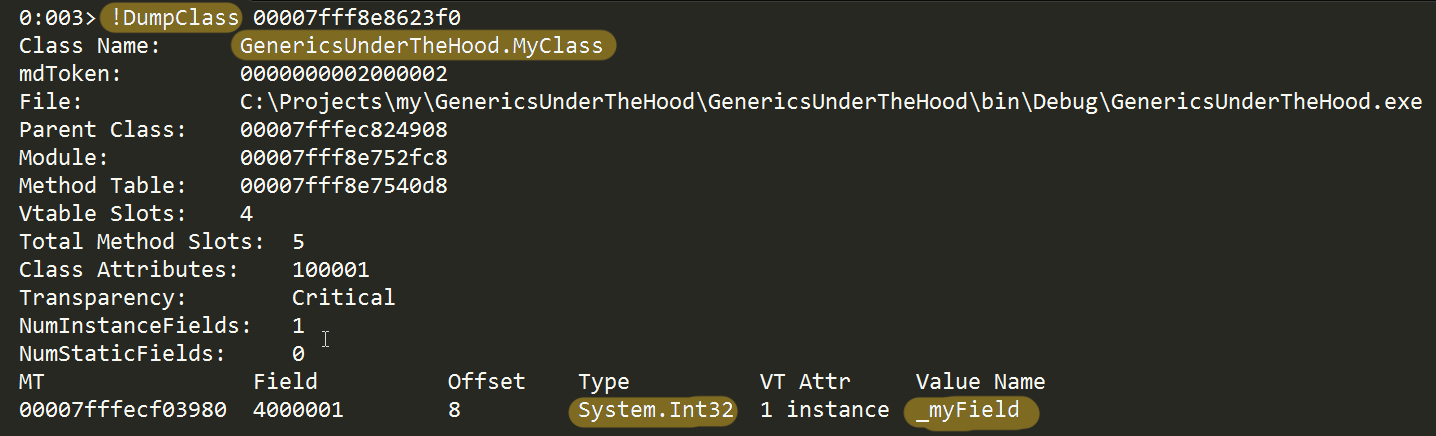 0:003> !DumpClass 00007fff8e8623f0
Class Name:      GenericsUnderTheHood.MyClass
mdToken:         0000000002000002
File:            C:\Projects\my\GenericsUnderTheHood\GenericsUnderTheHood\bin\Debug\GenericsUnderTheHood.exe
Parent Class:    00007fffec824908
Module:          00007fff8e752fc8
Method Table:    00007fff8e7540d8
Vtable Slots:    4
Total Method Slots:  5
Class Attributes:    100001
Transparency:        Critical
NumInstanceFields:   1
NumStaticFields:     0
MT                Field          Offset    Type          VT Attr     Value Name
00007fffecf03980  4000001        8         System.Int32  1 instance  _myField